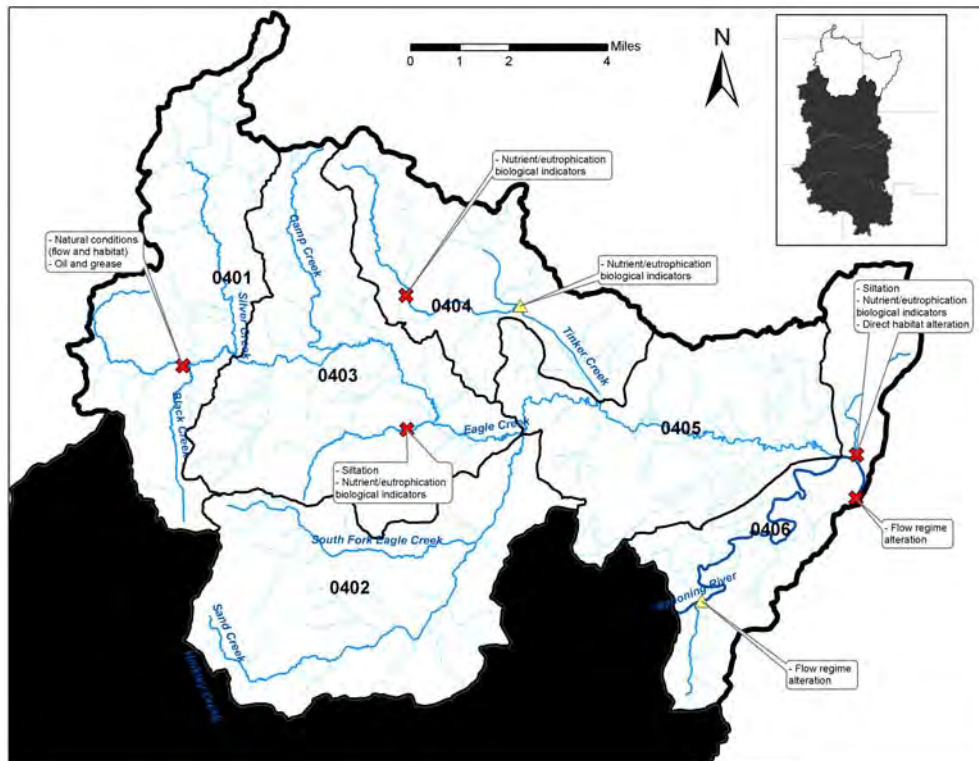 Miles
0 1 2 4
N
- Nutrient/eutrophication
biological indicators
- Natural conditions
(flow and habitat)
- Oil and grease
Camp Creek
0401
- Nutrient/eutrophication
biological indicators
Silver Creek
0404
- Siltation
- Nutrient/eutrophication
biological indicators
- Direct habitat alteration
Tinker Creek
0403
Black Creek
Eagle Creek
0405
- Siltation
- Nutrient/eutrophication
biological indicators
0406
- Flow regime
alteration
South Fork Eagle Creek
0402
River
Sand Creek
Hinkley Creek
- Flow regime
alteration